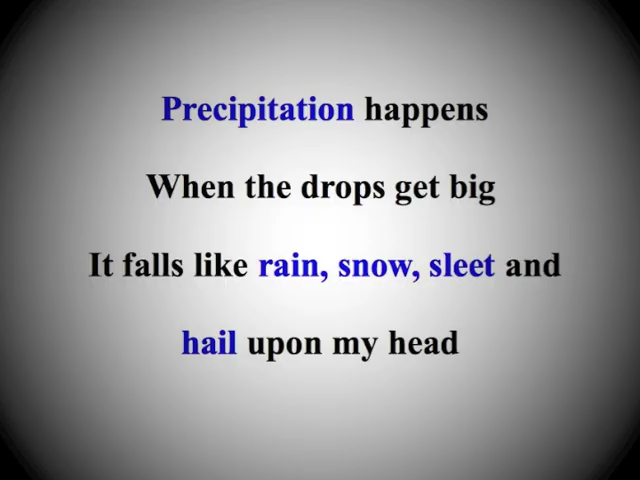 Precipitation happens
When the drops get big
It falls like rain, snow, sleet and
hail upon my head